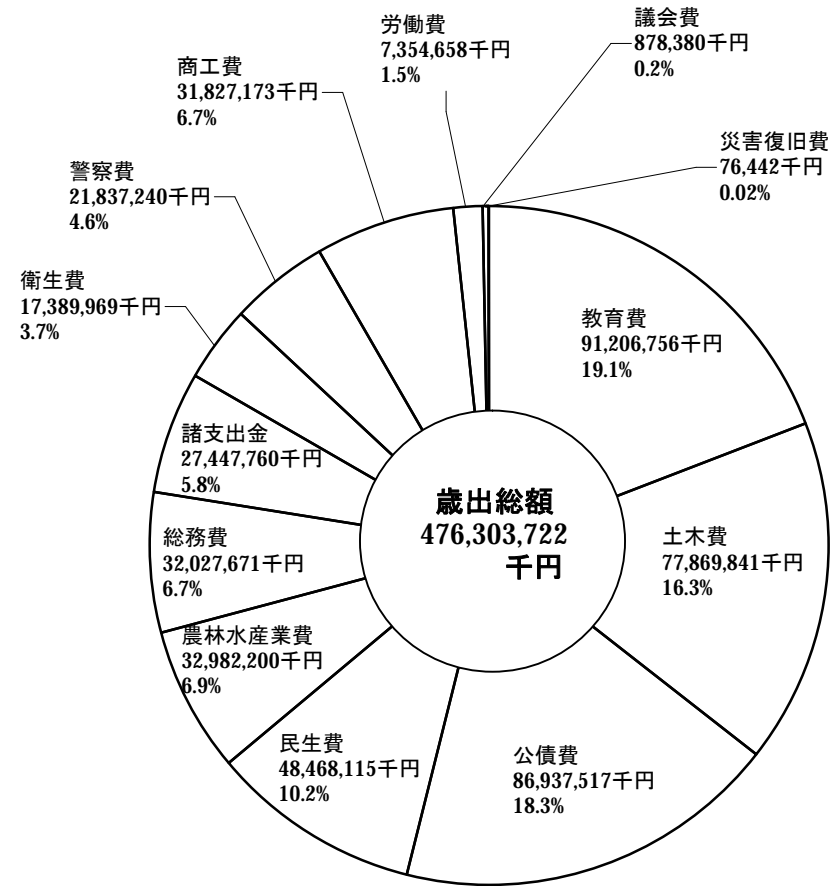 労働費
7,354,658千円
1.5%
議会費
878,380千円
0.2%
商工費
31,827,173千円
6.7%
災害復旧費
76,442千円
0.02%
警察費
21,837,240千円
4.6%
衛生費
17,389,969千円
3.7%
教育費
91,206,756千円
19.1%
諸支出金
27,447,760千円
5.8%
歳出総額
476,303,722
千円
総務費
32,027,671千円
6.7%
土木費
77,869,841千円
16.3%
農林水産業費
32,982,200千円
6.9%
民生費
48,468,115千円
10.2%
公債費
86,937,517千円
18.3%